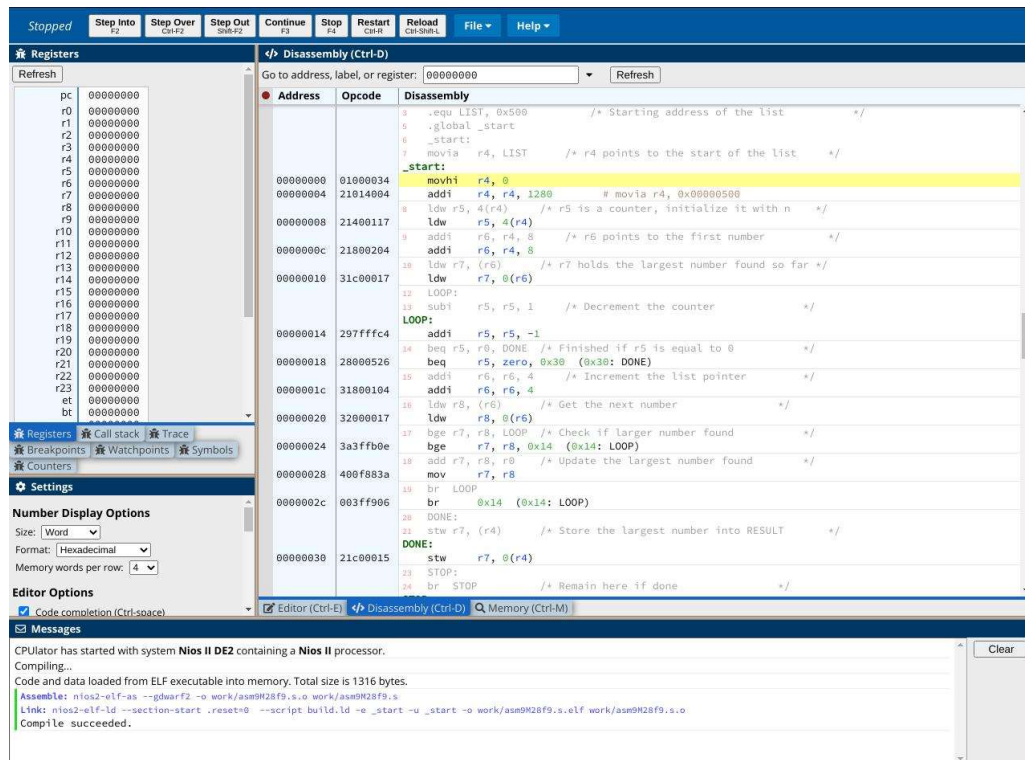 Stopped
Step Into F2
Step Over Ctrl-F2
Step Out Shift-F2
Continue F3
Stop F4
Restart Ctrl-R
Reload Ctrl-Shift-L
File
Help
Registers
Refresh
pc 00000000
r0 00000000
r1 00000000
r2 00000000
r3 00000000
r4 00000000
r5 00000000
r6 00000000
r7 00000000
r8 00000000
r9 00000000
r10 00000000
r11 00000000
r12 00000000
r13 00000000
r14 00000000
r15 00000000
r16 00000000
r17 00000000
r18 00000000
r19 00000000
r20 00000000
r21 00000000
r22 00000000
r23 00000000
et 00000000
bt 00000000
Registers Call stack Trace
Breakpoints Watchpoints Symbols
Counters
Settings
Number Display Options
Size: Word
Format: Hexadecimal
Memory words per row: 4
Editor Options
Code completion (Ctrl-space)
Disassembly (Ctrl-D)
Go to address, label, or register: 00000000 Refresh
Address Opcode Disassembly
.equ LIST, 0x500 /* Starting address of the list */
.global _start
_start:
movia r4, LIST /* r4 points to the start of the list */
_start:
00000000 01000034 movhi r4, 0
00000004 21014004 addi r4, r4, 1280 # movia r4, 0x00000500
ldw r5, 4(r4) /* r5 is a counter, initialize it with n */
00000008 21400117 ldw r5, 4(r4)
addi r6, r4, 8 /* r6 points to the first number */
0000000c 21800204 addi r6, r4, 8
ldw r7, (r6) /* r7 holds the largest number found so far */
00000010 31c00017 ldw r7, 0(r6)
12 LOOP:
13 subi r5, r5, 1 /* Decrement the counter */
LOOP:
00000014 297fffc4 addi r5, r5, -1
14 beq r5, r0, DONE /* Finished if r5 is equal to 0 */
00000018 28000526 beq r5, zero, 0x30 (0x30: DONE)
15 addi r6, r6, 4 /* Increment the list pointer */
0000001c 31800104 addi r6, r6, 4
16 ldw r8, (r6) /* Get the next number */
00000020 32000017 ldw r8, 0(r6)
17 bge r7, r8, LOOP /* Check if larger number found */
00000024 3a3ffb0e bge r7, r8, 0x14 (0x14: LOOP)
18 add r7, r8, r0 /* Update the largest number found */
00000028 400f883a mov r7, r8
19 br LOOP
0000002c 003ff906 br 0x14 (0x14: LOOP)
20 DONE:
21 stw r7, (r4) /* Store the largest number into RESULT */
DONE:
00000030 21c00015 stw r7, 0(r4)
23 STOP:
24 br STOP /* Remain here if done */
Editor (Ctrl-E) Disassembly (Ctrl-D) Memory (Ctrl-M)
Messages
Clear
CPUlator has started with system Nios II DE2 containing a Nios II processor.
Compiling...
Code and data loaded from ELF executable into memory. Total size is 1316 bytes.
Assemble: nios2-elf-as --gdwarf2 -o work/asm9M28f9.s.o work/asm9M28f9.s
Link: nios2-elf-ld --section-start .reset=0 --script build.ld -e _start -u _start -o work/asm9M28f9.s.elf work/asm9M28f9.s.o
Compile succeeded.